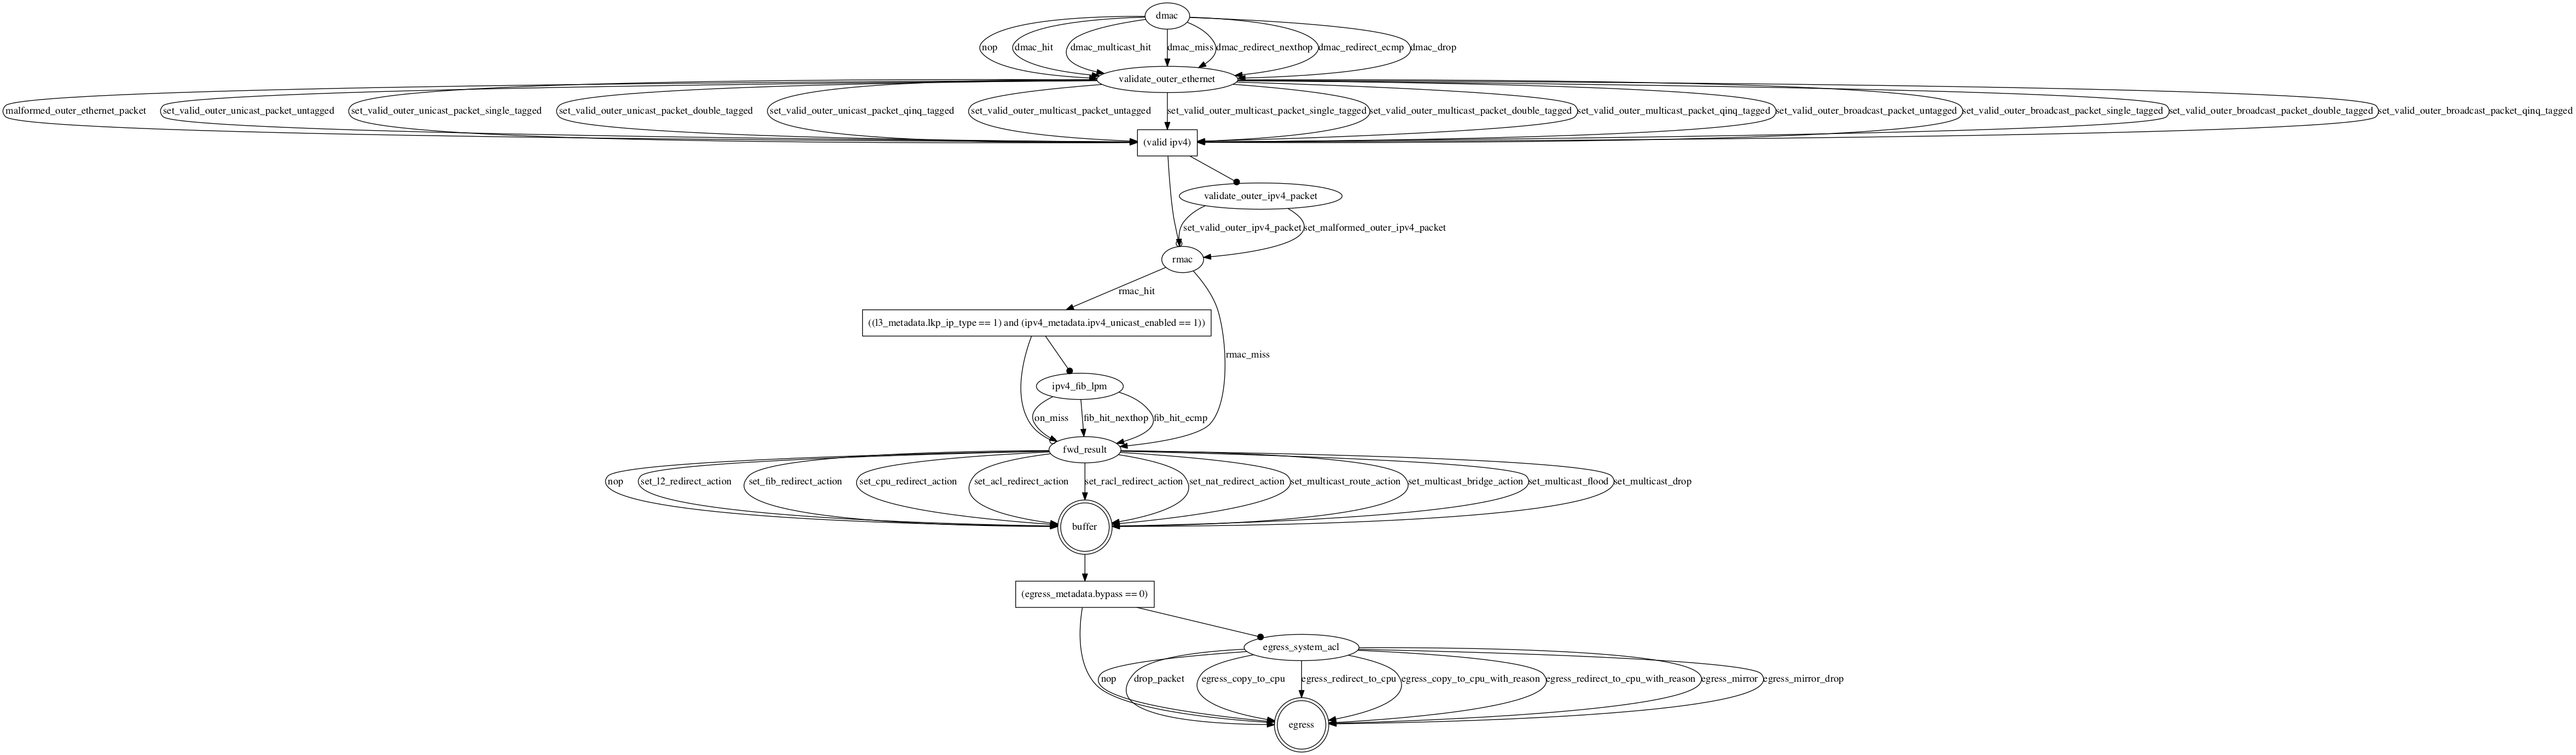 dmac
nop
dmac_hit
dmac_multicast_hit
dmac_miss
dmac_redirect_nexthop
dmac_redirect_ecmp
dmac_drop
validate_outer_ethernet
malformed_outer_ethernet_packet
set_valid_outer_unicast_packet_untagged
set_valid_outer_unicast_packet_single_tagged
set_valid_outer_unicast_packet_double_tagged
set_valid_outer_unicast_packet_qinq_tagged
set_valid_outer_multicast_packet_untagged
set_valid_outer_multicast_packet_single_tagged
set_valid_outer_multicast_packet_double_tagged
set_valid_outer_multicast_packet_qinq_tagged
set_valid_outer_broadcast_packet_untagged
set_valid_outer_broadcast_packet_single_tagged
set_valid_outer_broadcast_packet_double_tagged
set_valid_outer_broadcast_packet_qinq_tagged
(valid ipv4)
validate_outer_ipv4_packet
set_valid_outer_ipv4_packet
set_malformed_outer_ipv4_packet
rmac
rmac_hit
((l3_metadata.lkp_ip_type == 1) and (ipv4_metadata.ipv4_unicast_enabled == 1))
rmac_miss
ipv4_fib_lpm
on_miss
fib_hit_nexthop
fib_hit_ecmp
fwd_result
nop
set_l2_redirect_action
set_fib_redirect_action
set_cpu_redirect_action
set_acl_redirect_action
set_racl_redirect_action
set_nat_redirect_action
set_multicast_route_action
set_multicast_bridge_action
set_multicast_flood
set_multicast_drop
buffer
(egress_metadata.bypass == 0)
egress_system_acl
nop
drop_packet
egress_copy_to_cpu
egress_redirect_to_cpu
egress_copy_to_cpu_with_reason
egress_redirect_to_cpu_with_reason
egress_mirror
egress_mirror_drop
egress